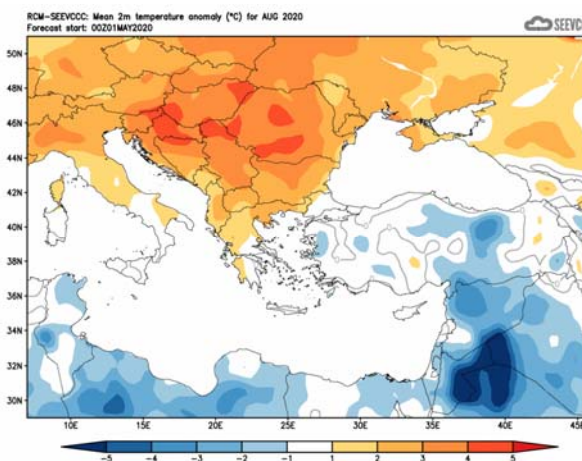 RCM-SEEVCCC: Mean 2m temperature anomaly (°C) for AUG 2020
Forecast start: 00Z01MAY2020
SEEVCCC
50N
48N
46N
44N
42N
40N
38N
36N
34N
32N
30N
10E 15E 20E 25E 30E 35E 40E 45E
-5 -4 -3 -2 -1 1 2 3 4 5